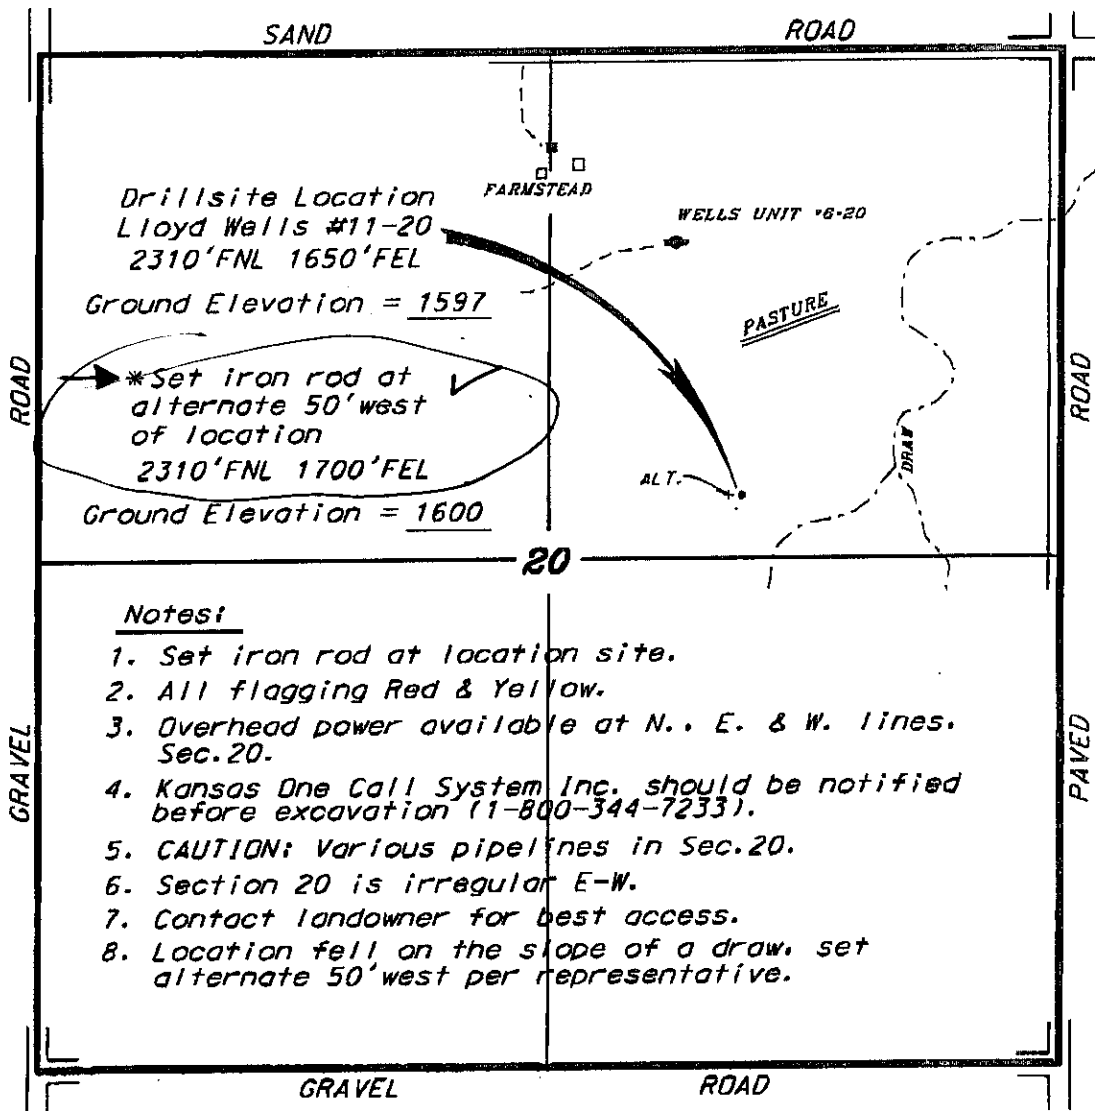 SAND ROAD
FARMSTEAD
WELLS UNIT #6-20
Drillsite Location
Lloyd Wells #11-20
2310'FNL 1650'FEL
Ground Elevation = 1597
PASTURE
ROAD
*Set iron rod at
alternate 50'west
of location
2310'FNL 1700'FEL
Ground Elevation = 1600
ALT.
DRAW
ROAD
20
Notes:
1. Set iron rod at location site.
2. All flagging Red & Yellow.
3. Overhead power available at N., E. & W. lines.
Sec.20.
4. Kansas One Call System Inc. should be notified
before excavation (1-800-344-7233).
5. CAUTION: Various pipelines in Sec.20.
6. Section 20 is irregular E-W.
7. Contact landowner for best access.
8. Location fell on the slope of a draw, set
alternate 50'west per representative.
GRAVEL
PAVED
GRAVEL ROAD